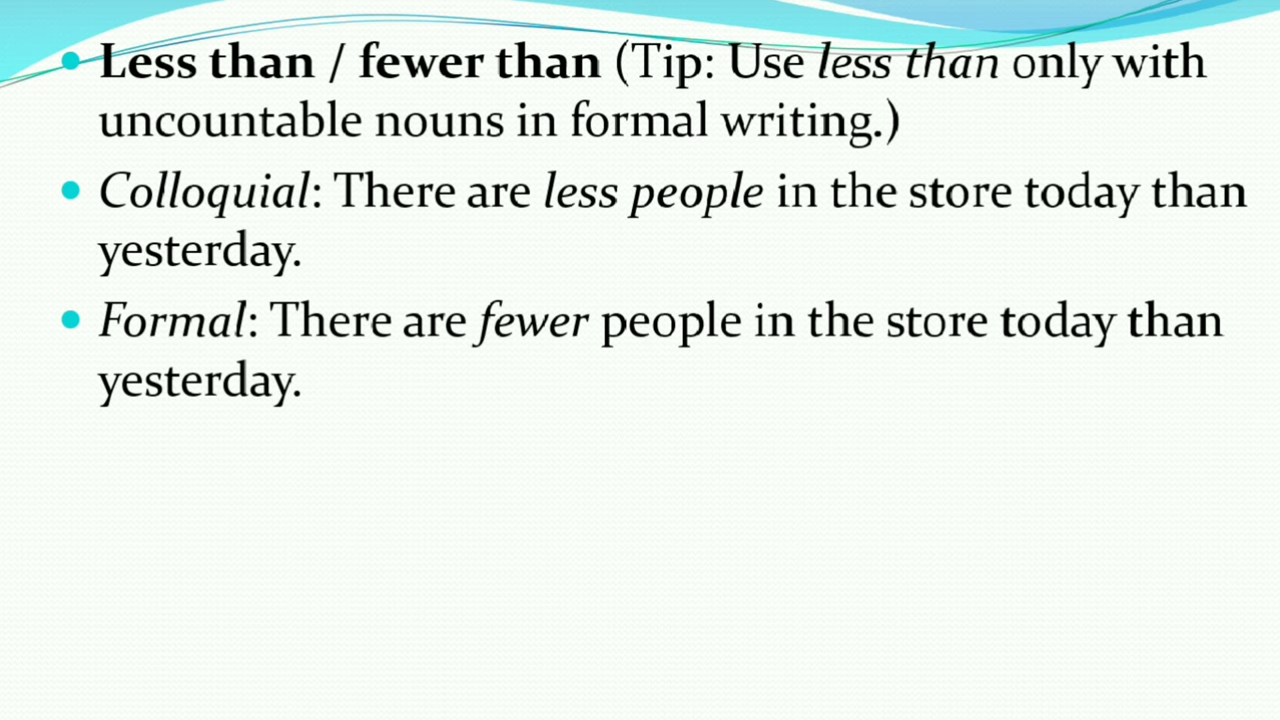 Less than / fewer than (Tip: Use less than only with
uncountable nouns in formal writing.)
Colloquial: There are less people in the store today than
yesterday.
Formal: There are fewer people in the store today than
yesterday.